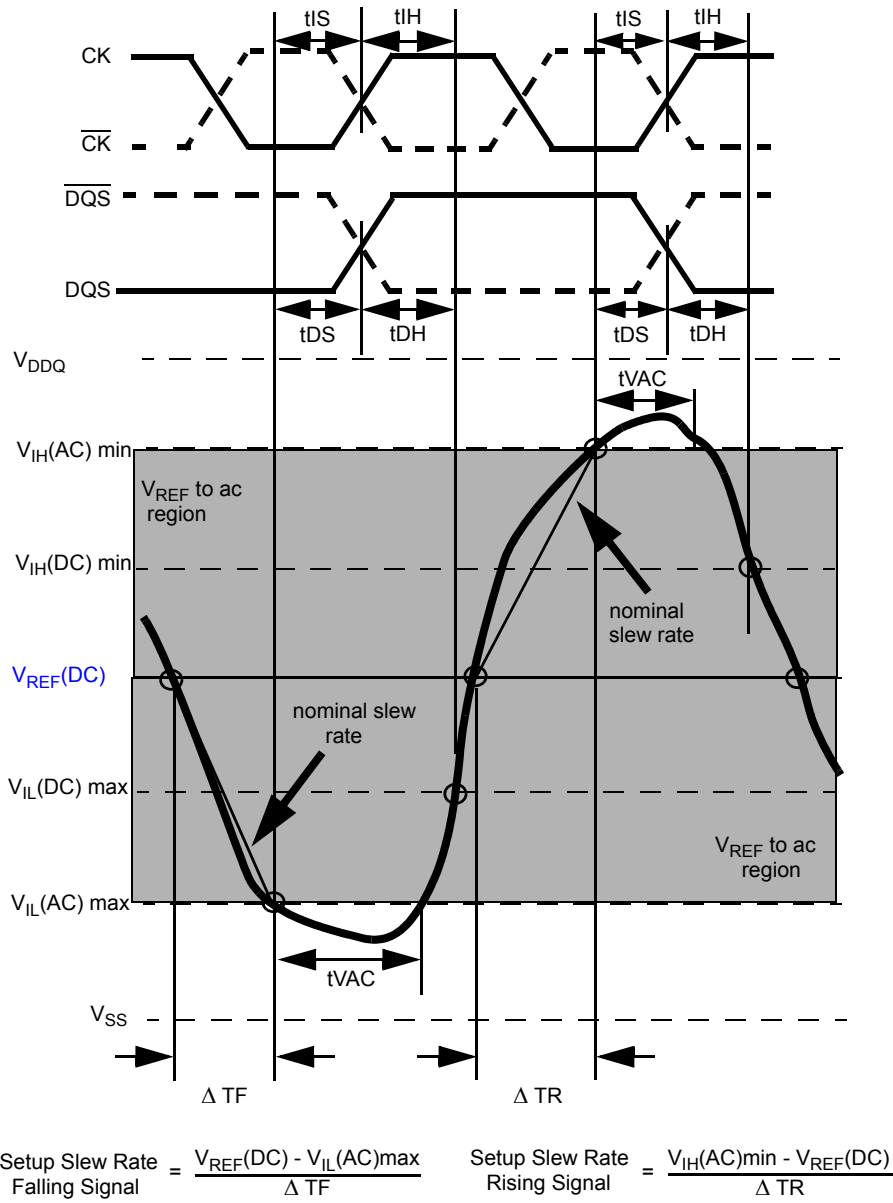 tIS tIH tIS tIH
CK
CK
DQS
DQS
tDS tDH tDS tDH
VDDQ
tVAC
VIH(AC) min
VREF to ac
region
VIH(DC) min
nominal
slew rate
VREF(DC)
nominal slew
rate
VIL(DC) max
VREF to ac
region
VIL(AC) max
tVAC
VSS
Δ TF Δ TR
Setup Slew Rate
Falling Signal
=
VREF(DC) - VIL(AC)max
Δ TF
Setup Slew Rate
Rising Signal
=
VIH(AC)min - VREF(DC)
Δ TR